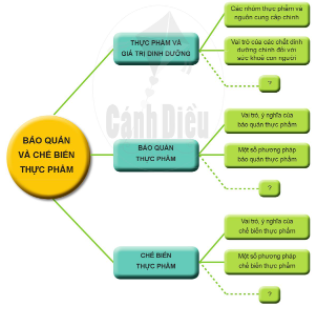 Các nhóm thực phẩm và
nguồn cung cấp chính
THỰC PHẨM VÀ
GIÁ TRỊ DINH DƯỠNG
Vai trò của các chất dinh
dưỡng chính đối với
sức khoẻ con người
?
Cánh Diều
Vai trò, ý nghĩa của
bảo quản thực phẩm
BẢO QUẢN
VÀ CHẾ BIẾN
THỰC PHẨM
BẢO QUẢN
THỰC PHẨM
Một số phương pháp
bảo quản thực phẩm
?
Vai trò, ý nghĩa của
chế biến thực phẩm
CHẾ BIẾN
THỰC PHẨM
Một số phương pháp
chế biến thực phẩm
?